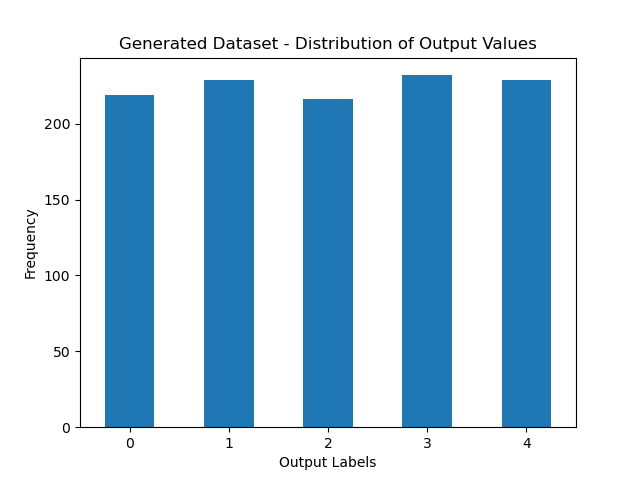 Generated Dataset - Distribution of Output Values
Frequency
200
150
100
50
0
0 1 2 3 4
Output Labels